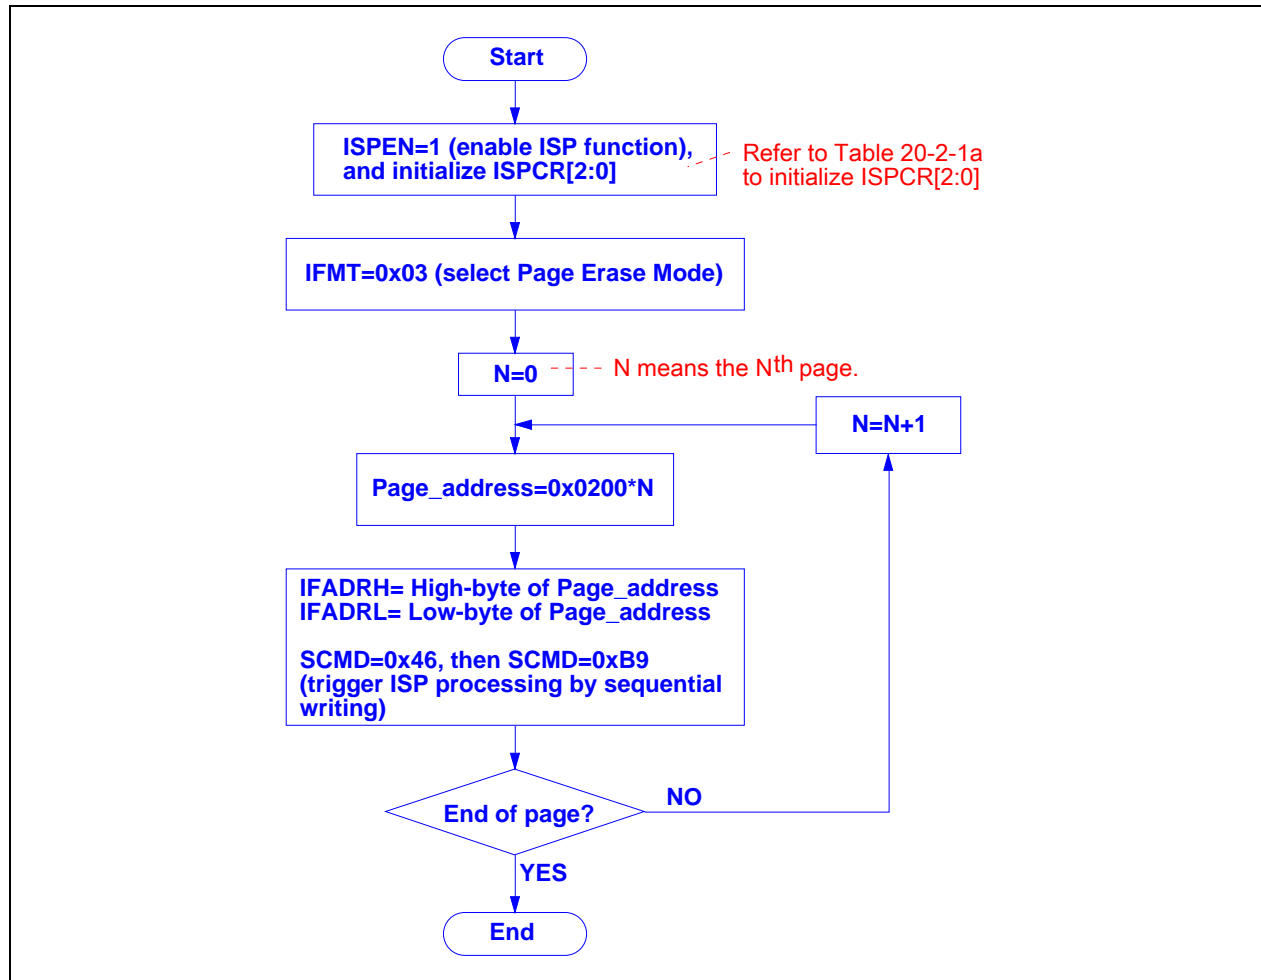 Start
ISPEN=1 (enable ISP function),
and initialize ISPCR[2:0]
Refer to Table 20-2-1a
to initialize ISPCR[2:0]
IFMT=0x03 (select Page Erase Mode)
N=0
N means the Nth page.
N=N+1
Page_address=0x0200*N
IFADRH= High-byte of Page_address
IFADRL= Low-byte of Page_address
SCMD=0x46, then SCMD=0xB9
(trigger ISP processing by sequential
writing)
End of page?
NO
YES
End